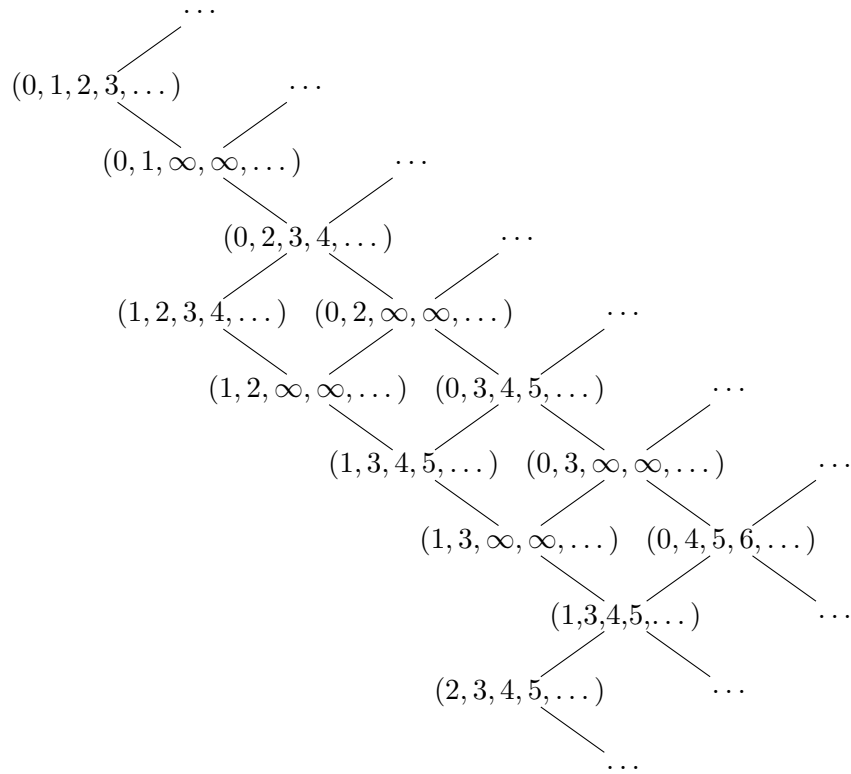 ⋯
(0, 1, 2, 3, . . . )
⋯
(0, 1, ∞, ∞, . . . )
⋯
(0, 2, 3, 4, . . . )
⋯
(1, 2, 3, 4, . . . ) (0, 2, ∞, ∞, . . . )
⋯
(1, 2, ∞, ∞, . . . ) (0, 3, 4, 5, . . . )
⋯
(1, 3, 4, 5, . . . ) (0, 3, ∞, ∞, . . . )
⋯
(1, 3, ∞, ∞, . . . ) (0, 4, 5, 6, . . . )
(1,3,4,5,. . . )
⋯
(2, 3, 4, 5, . . . )
⋯
⋯